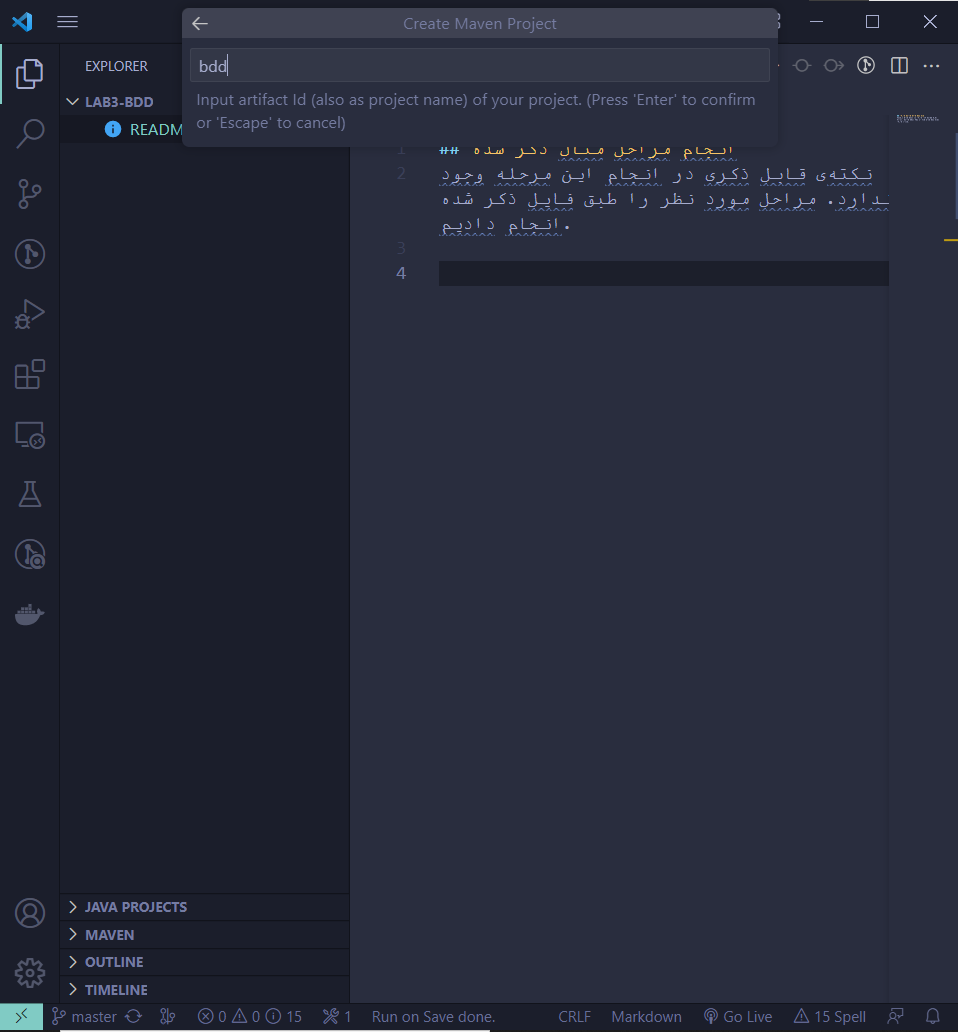 Create Maven Project
bdd
Input artifact Id (also as project name) of your project. (Press 'Enter' to confirm
or 'Escape' to cancel)
EXPLORER
LAB3-BDD
README
1
## انجام مراحل مثال ذکر شده
2
نکته‌ی قابل ذکری در انجام این مرحله وجود
ندارد. مراحل مورد نظر را طبق فایل ذکر شده
انجام دادیم.
3
4
JAVA PROJECTS
MAVEN
OUTLINE
TIMELINE
master 0 0 15 1 Run on Save done. CRLF Markdown Go Live 15 Spell